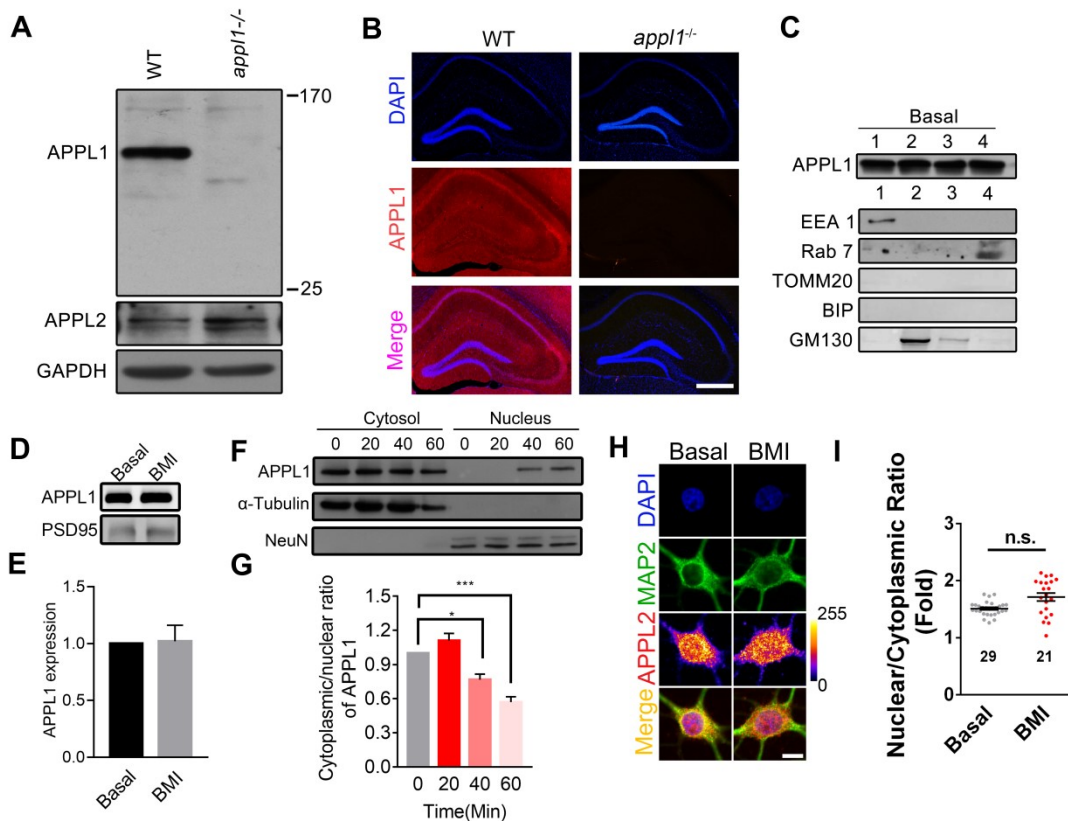 A
WT
appl1-/-
170
APPL1
25
APPL2
GAPDH
B
WT
appl1-/-
DAPI
APPL1
Merge
C
Basal
1 2 3 4
APPL1
1 2 3 4
EEA 1
Rab 7
TOMM20
BIP
GM130
D
Basal
BMI
APPL1
PSD95
E
APPL1 expression
1.5
1.0
0.5
0.0
Basal
BMI
F
Cytosol Nucleus
0 20 40 60 0 20 40 60
APPL1
α-Tubulin
NeuN
G
Cytoplasmic/nuclear ratio
of APPL1
1.5
1.2
0.9
0.6
0.3
0.0
***
*
0 20 40 60
Time(Min)
H
Basal BMI
DAPI
MAP2
APPL2
Merge
255
0
I
Nuclear/Cytoplasmic Ratio
(Fold)
3
2
1
0
n.s.
29 21
Basal
BMI